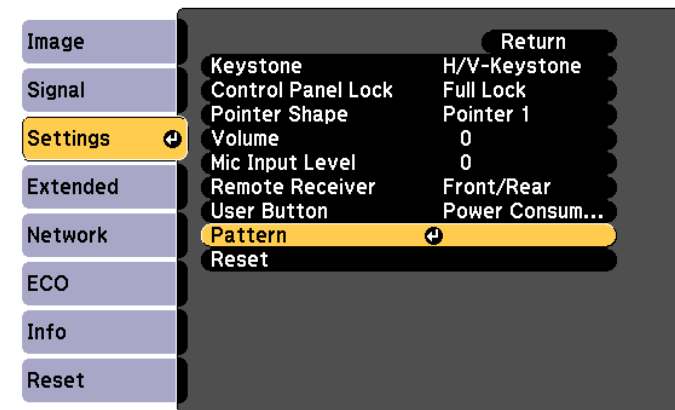 Image
Signal
Settings
Extended
Network
ECO
Info
Reset
Return
Keystone H/V-Keystone
Control Panel Lock Full Lock
Pointer Shape Pointer 1
Volume 0
Mic Input Level 0
Remote Receiver Front/Rear
User Button Power Consum...
Pattern
Reset